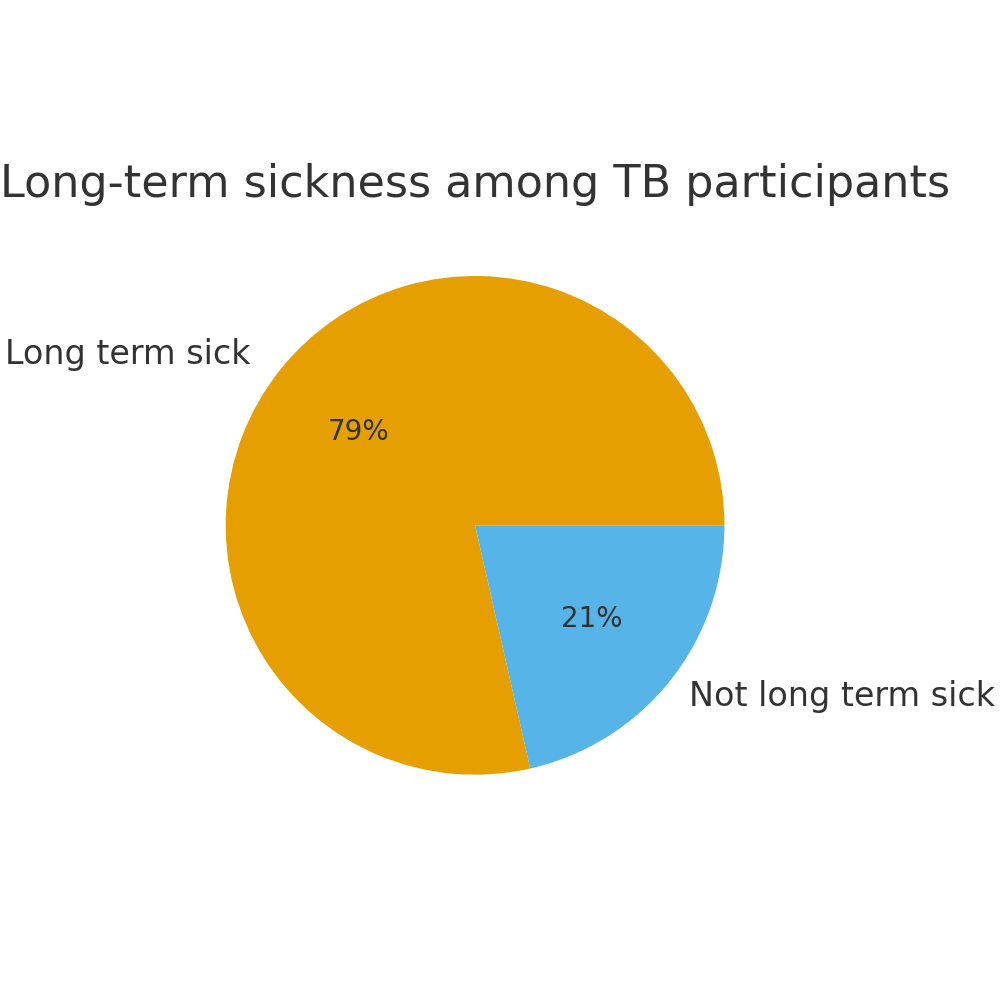 Long-term sickness among TB participants
Long term sick
79%
21%
Not long term sick